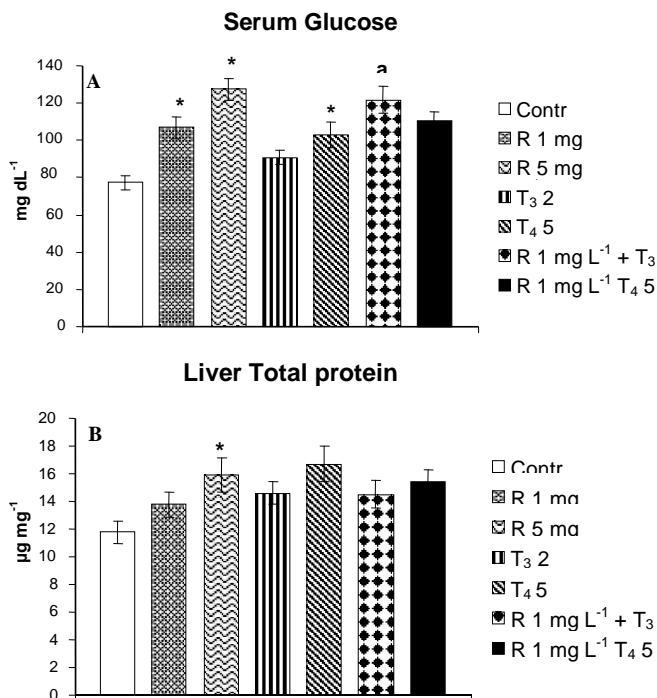 Serum Glucose
A
mg dL⁻¹
140
120
100
80
60
40
20
0
*
*
*
a
Contr
R 1 mg
R 5 mg
T₃ 2
T₄ 5
R 1 mg L⁻¹ + T₃
R 1 mg L⁻¹ T₄ 5
Liver Total protein
B
µg mg⁻¹
20
18
16
14
12
10
8
6
4
2
0
*
Contr
R 1 mg
R 5 mg
T₃ 2
T₄ 5
R 1 mg L⁻¹ + T₃
R 1 mg L⁻¹ T₄ 5